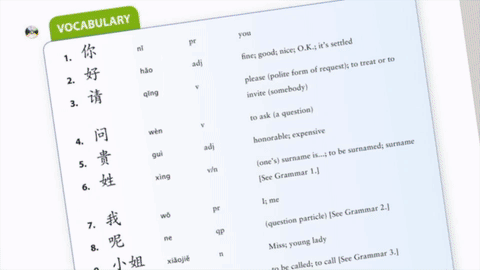 VOCABULARY
1. 你 nǐ pr you
2. 好 hǎo adj fine; good; nice; O.K.; it's settled
3. 请 qǐng v please (polite form of request); to treat or to
invite (somebody)
4. 问 wèn v to ask (a question)
5. 貴 guì adj honorable; expensive
6. 姓 xìng v/n (one's) surname is...; to be surnamed; surname
[See Grammar 1.]
7. 我 wǒ pr I; me
8. 呢 ne qp (question particle) [See Grammar 2.]
9. 小姐 xiǎojiě n Miss; young lady
to be called; to call [See Grammar 3.]